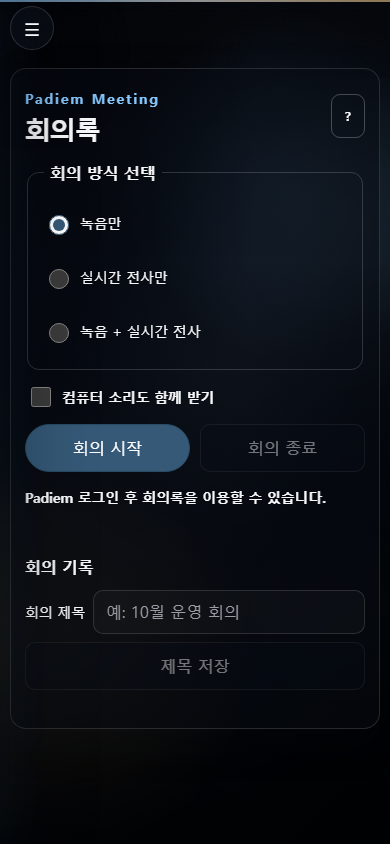 ☰
Padiem Meeting
회의록
?
회의 방식 선택
녹음만
실시간 전사만
녹음 + 실시간 전사
컴퓨터 소리도 함께 받기
회의 시작
회의 종료
Padiem 로그인 후 회의록을 이용할 수 있습니다.
회의 기록
회의 제목
예: 10월 운영 회의
제목 저장